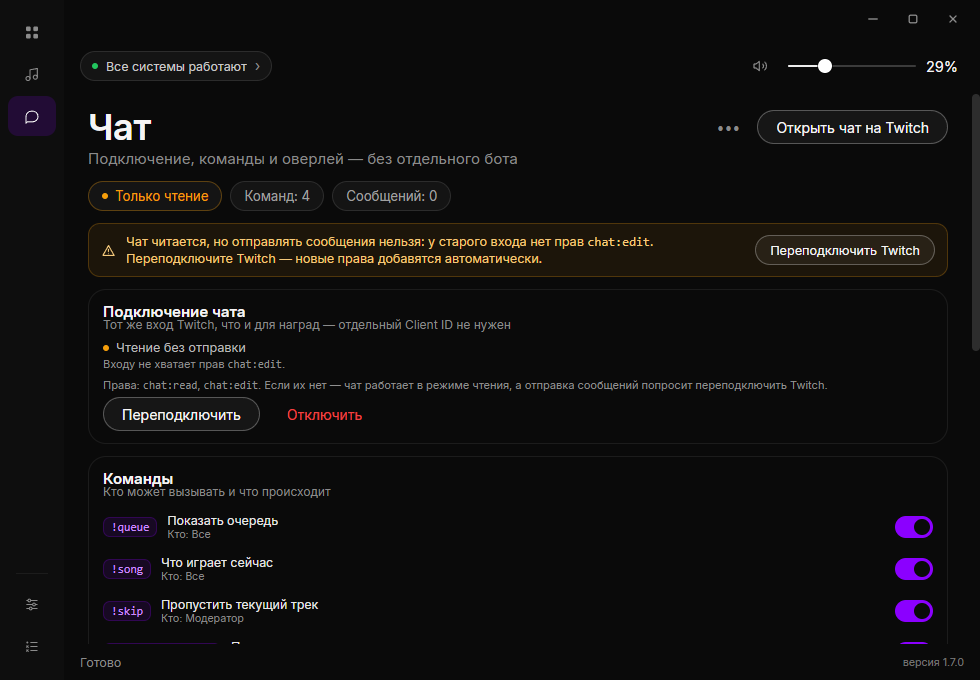 Все системы работают
29%
Чат
Открыть чат на Twitch
Подключение, команды и оверлей — без отдельного бота
Только чтение
Команд: 4
Сообщений: 0
Чат читается, но отправлять сообщения нельзя: у старого входа нет прав chat:edit.
Переподключите Twitch — новые права добавятся автоматически.
Переподключить Twitch
Подключение чата
Тот же вход Twitch, что и для наград — отдельный Client ID не нужен
Чтение без отправки
Входу не хватает прав chat:edit.
Права: chat:read, chat:edit. Если их нет — чат работает в режиме чтения, а отправка сообщений попросит переподключить Twitch.
Переподключить
Отключить
Команды
Кто может вызывать и что происходит
!queue
Показать очередь
Кто: Все
!song
Что играет сейчас
Кто: Все
!skip
Пропустить текущий трек
Кто: Модератор
Готово
версия 1.7.0